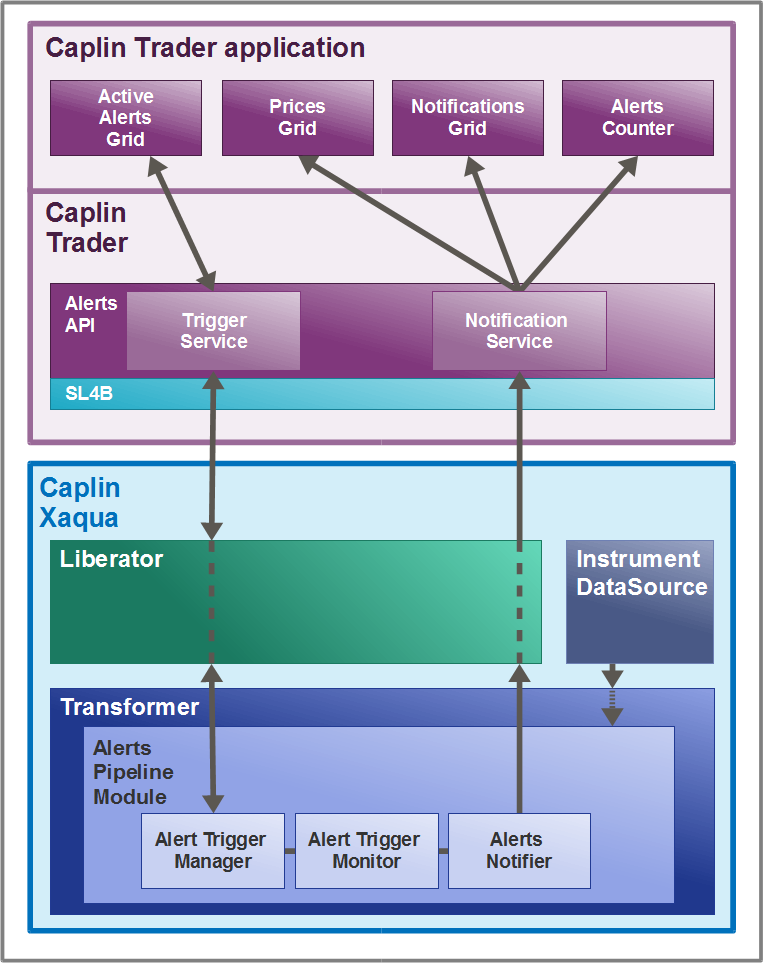 Caplin Trader application
Active
Alerts
Grid
Prices
Grid
Notifications
Grid
Alerts
Counter
Caplin
Trader
Alerts
API
Trigger
Service
Notification
Service
SL4B
Caplin
Xaqua
Liberator
Instrument
DataSource
Transformer
Alerts
Pipeline
Module
Alert Trigger
Manager
Alert Trigger
Monitor
Alerts
Notifier